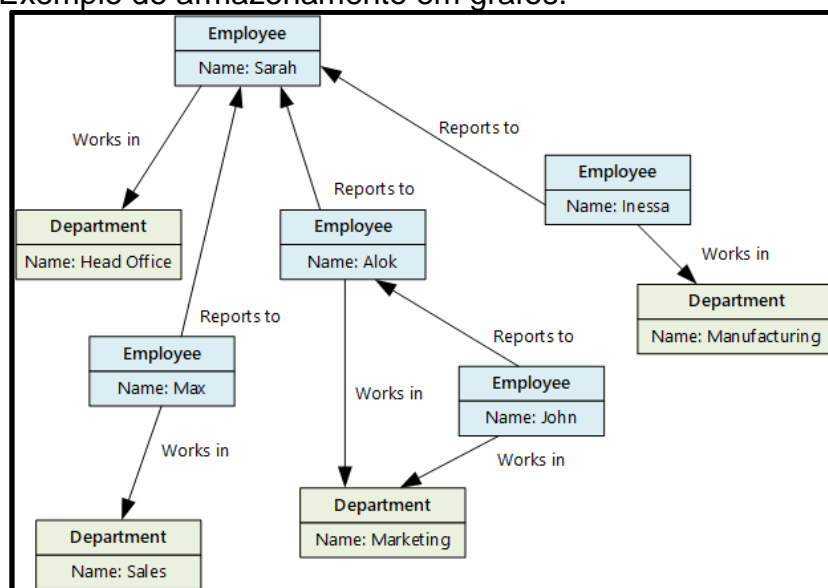 Exemplo de armazenamento em grafos:
Employee
Name: Sarah
Works in
Reports to
Employee
Name: Inessa
Reports to
Department
Name: Head Office
Employee
Name: Alok
Works in
Department
Name: Manufacturing
Reports to
Employee
Name: Max
Reports to
Employee
Name: John
Works in
Works in
Works in
Department
Name: Marketing
Department
Name: Sales